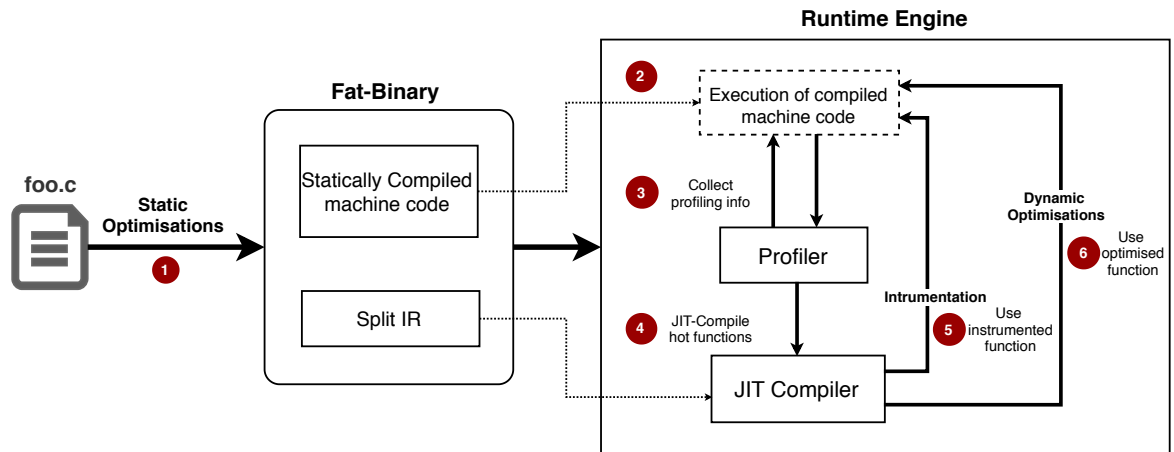 Runtime Engine
2
Execution of compiled
machine code
Fat-Binary
foo.c
Static
Optimisations
1
Statically Compiled
machine code
Split IR
3
Collect
profiling info
Profiler
4
JIT-Compile
hot functions
JIT Compiler
Intrumentation
5
Use
instrumented
function
Dynamic
Optimisations
6
Use
optimised
function